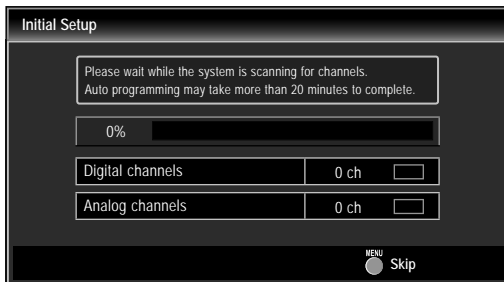 Initial Setup
Please wait while the system is scanning for channels.
Auto programming may take more than 20 minutes to complete.
0%
Digital channels 0 ch
Analog channels 0 ch
MENU Skip